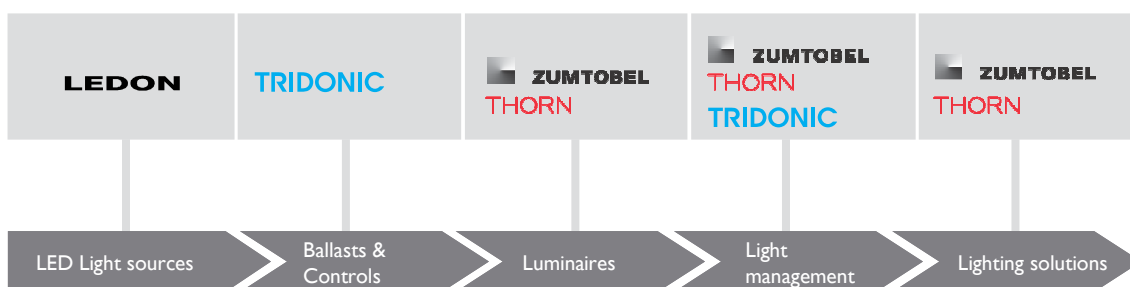 LEDON
TRIDONIC
ZUMTOBEL
THORN
ZUMTOBEL
THORN
TRIDONIC
ZUMTOBEL
THORN
LED Light sources
Ballasts &
Controls
Luminaires
Light
management
Lighting solutions